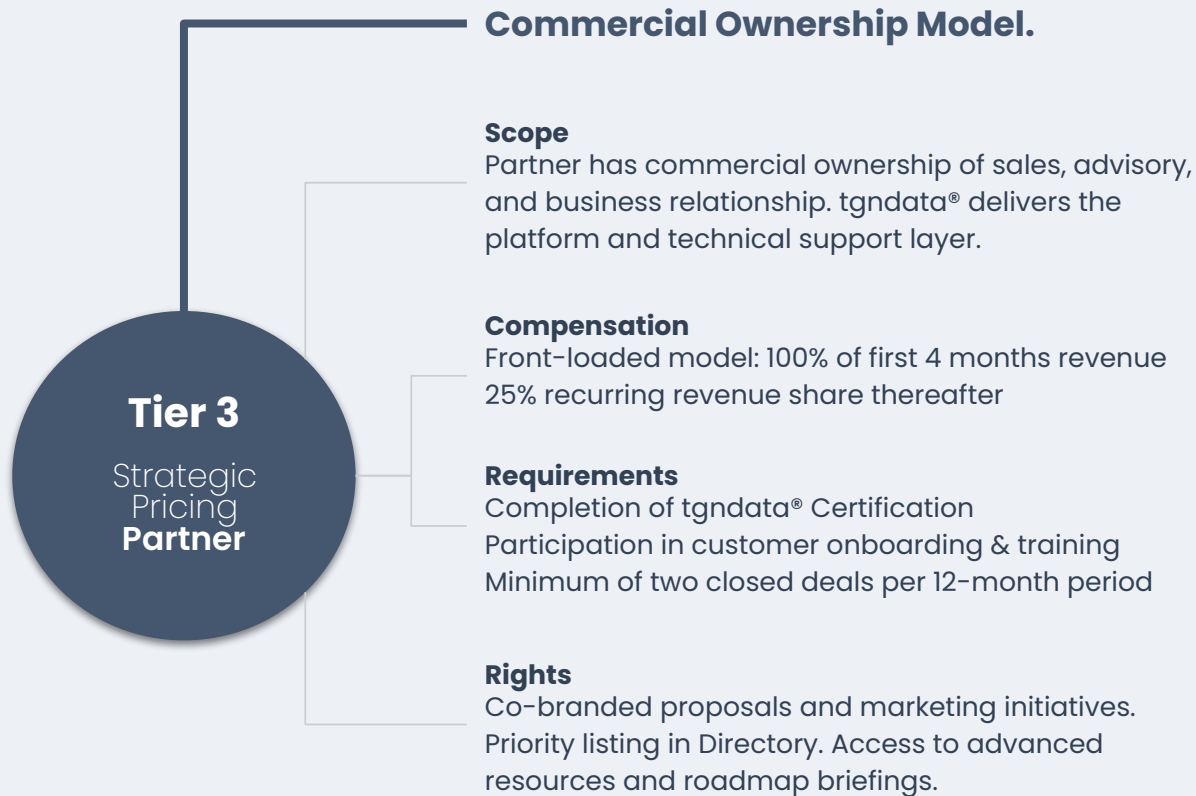 Commercial Ownership Model.
Scope
Partner has commercial ownership of sales, advisory,
and business relationship. tgndata® delivers the
platform and technical support layer.
Compensation
Front-loaded model: 100% of first 4 months revenue
25% recurring revenue share thereafter
Tier 3
Strategic
Pricing
Partner
Requirements
Completion of tgndata® Certification
Participation in customer onboarding & training
Minimum of two closed deals per 12-month period
Rights
Co-branded proposals and marketing initiatives.
Priority listing in Directory. Access to advanced
resources and roadmap briefings.